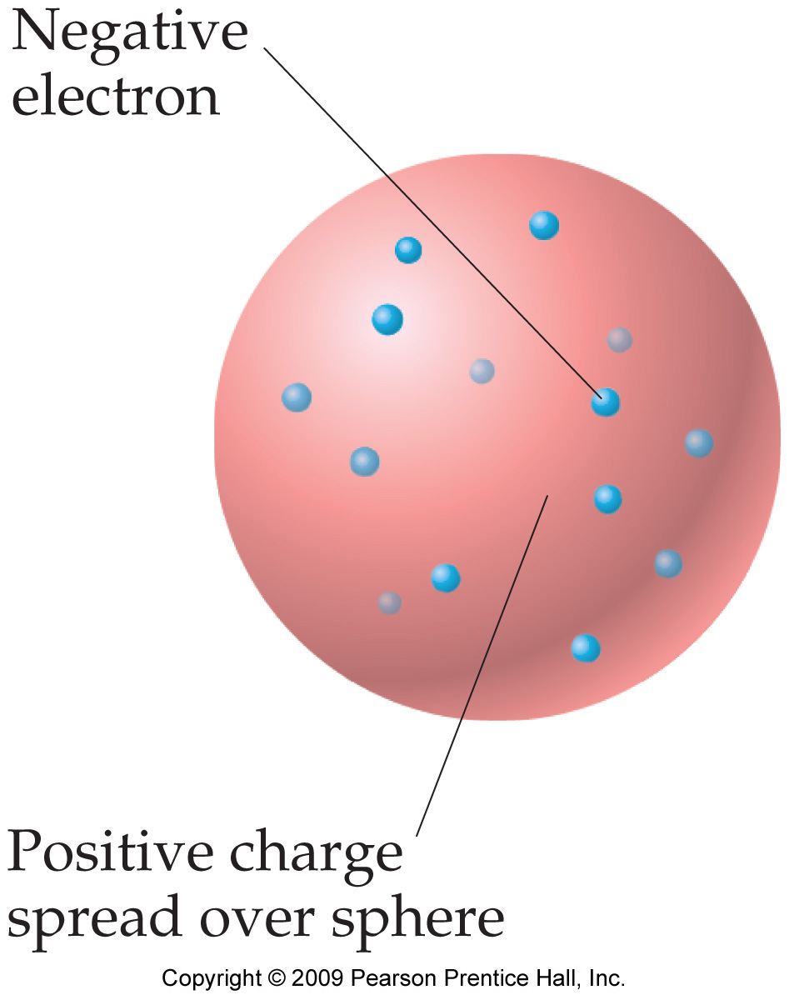 Negative
electron
Positive charge
spread over sphere
Copyright © 2009 Pearson Prentice Hall, Inc.